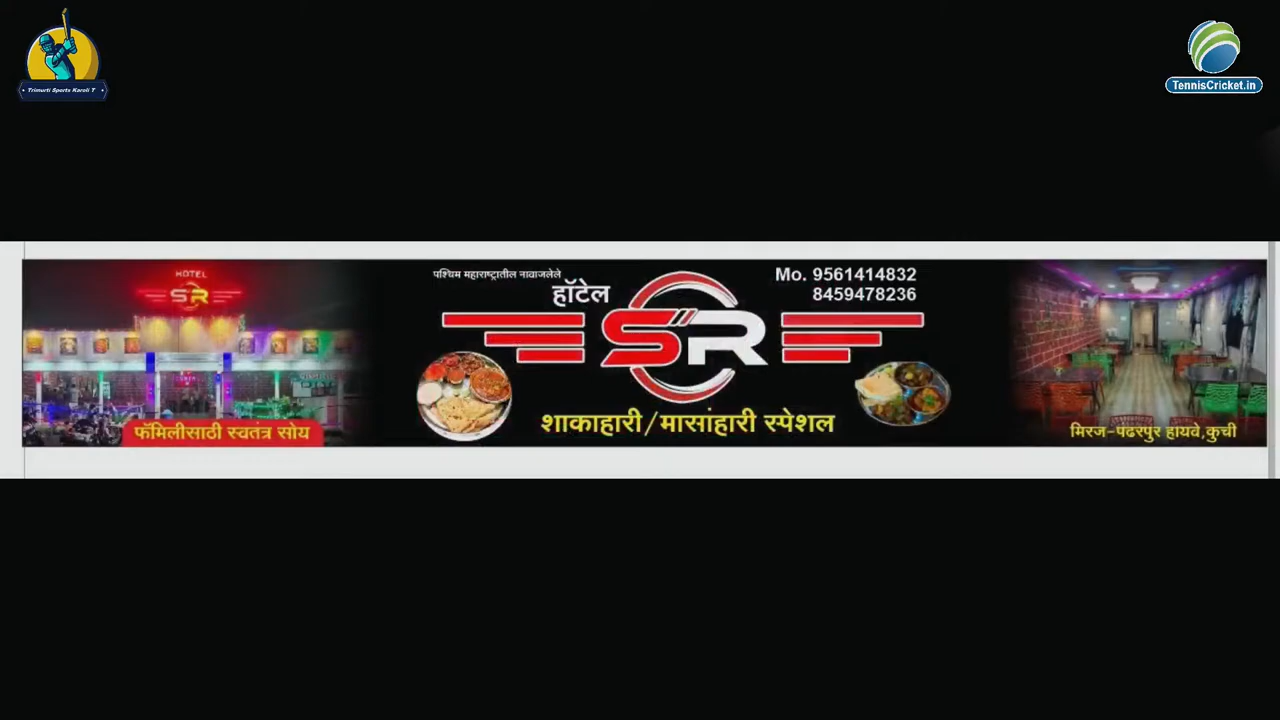 Trimurti Sports Karoli T
TennisCricket.in
HOTEL
SR
फॅमिलीसाठी स्वतंत्र सोय
पश्चिम महाराष्ट्रातील नावाजलेले
हॉटेल
SR
Mo. 9561414832
8459478236
शाकाहारी/मासांहारी स्पेशल
मिरज-पंढरपुर हायवे,कुची